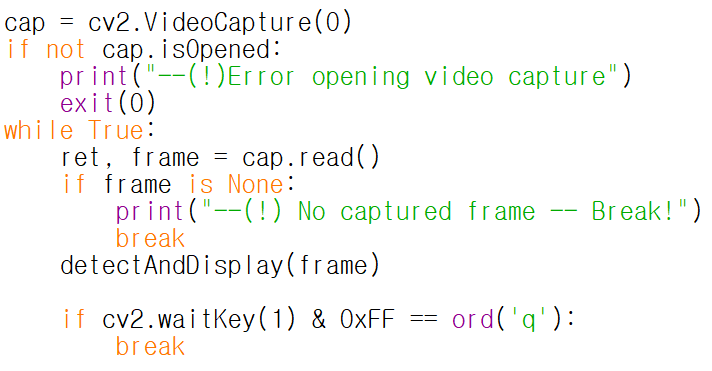 cap = cv2.VideoCapture(0)
if not cap.isOpened:
    print("--(!)Error opening video capture")
    exit(0)
while True:
    ret, frame = cap.read()
    if frame is None:
        print("--(!) No captured frame -- Break!")
        break
    detectAndDisplay(frame)

    if cv2.waitKey(1) & 0xFF == ord('q'):
        break